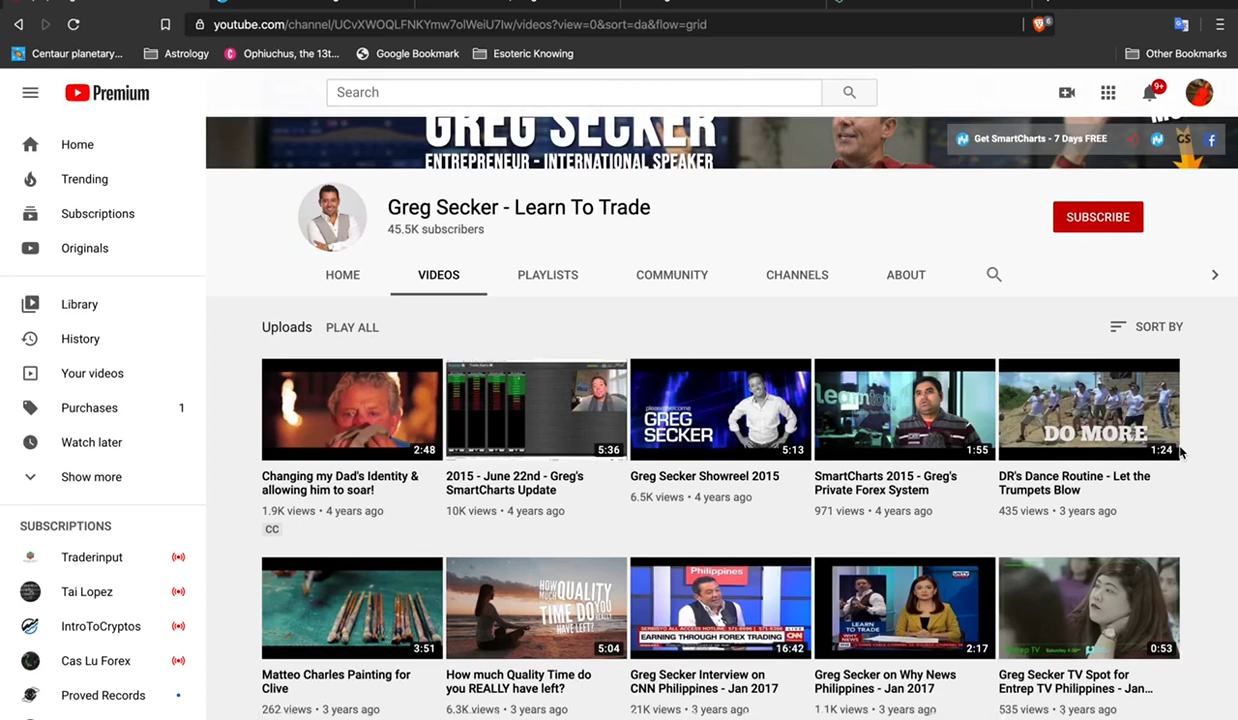 youtube.com/channel/UCvXWOQLFNKYmw7olWeiU7Iw/videos?view=0&sort=da&flow=grid
6
Centaur planetary... Astrology Ophiuchus, the 13t... Google Bookmark Esoteric Knowing Other Bookmarks
Premium
Search
9+
GREG SECKER
ENTREPRENEUR - INTERNATIONAL SPEAKER
Get SmartCharts - 7 Days FREE
GS
Home
Trending
Subscriptions
Originals
Library
History
Your videos
Purchases 1
Watch later
Show more
SUBSCRIPTIONS
Traderinput
Tai Lopez
IntroToCryptos
Cas Lu Forex
Proved Records
Greg Secker - Learn To Trade
45.5K subscribers
SUBSCRIBE
HOME VIDEOS PLAYLISTS COMMUNITY CHANNELS ABOUT
Uploads PLAY ALL SORT BY
2:48
Changing my Dad's Identity &
allowing him to soar!
1.9K views • 4 years ago
CC
5:36
2015 - June 22nd - Greg's
SmartCharts Update
10K views • 4 years ago
please welcome
GREG
SECKER
5:13
Greg Secker Showreel 2015
6.5K views • 4 years ago
1:55
SmartCharts 2015 - Greg's
Private Forex System
971 views • 4 years ago
DO MORE
1:24
DR's Dance Routine - Let the
Trumpets Blow
435 views • 3 years ago
3:51
Matteo Charles Painting for
Clive
262 views • 3 years ago
HOW
MUCH QUALITY
TIME DO YOU
REALLY
HAVE LEFT?
5:04
How much Quality Time do
you REALLY have left?
6.3K views • 3 years ago
Philippines
EARNING THROUGH FOREX TRADING
CNN
16:42
Greg Secker Interview on
CNN Philippines - Jan 2017
21K views • 3 years ago
UNTV
LEARN
TO TRADE
WHY
NEWS
2:17
Greg Secker on Why News
Philippines - Jan 2017
1.1K views • 3 years ago
Entrep TV
0:53
Greg Secker TV Spot for
Entrep TV Philippines - Jan...
535 views • 3 years ago